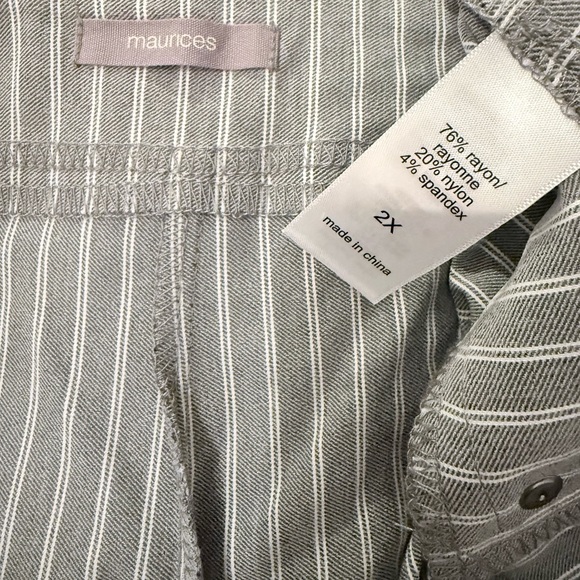 maurices
76% rayon/
rayonne
20% nylon
4% spandex
2X
made in china